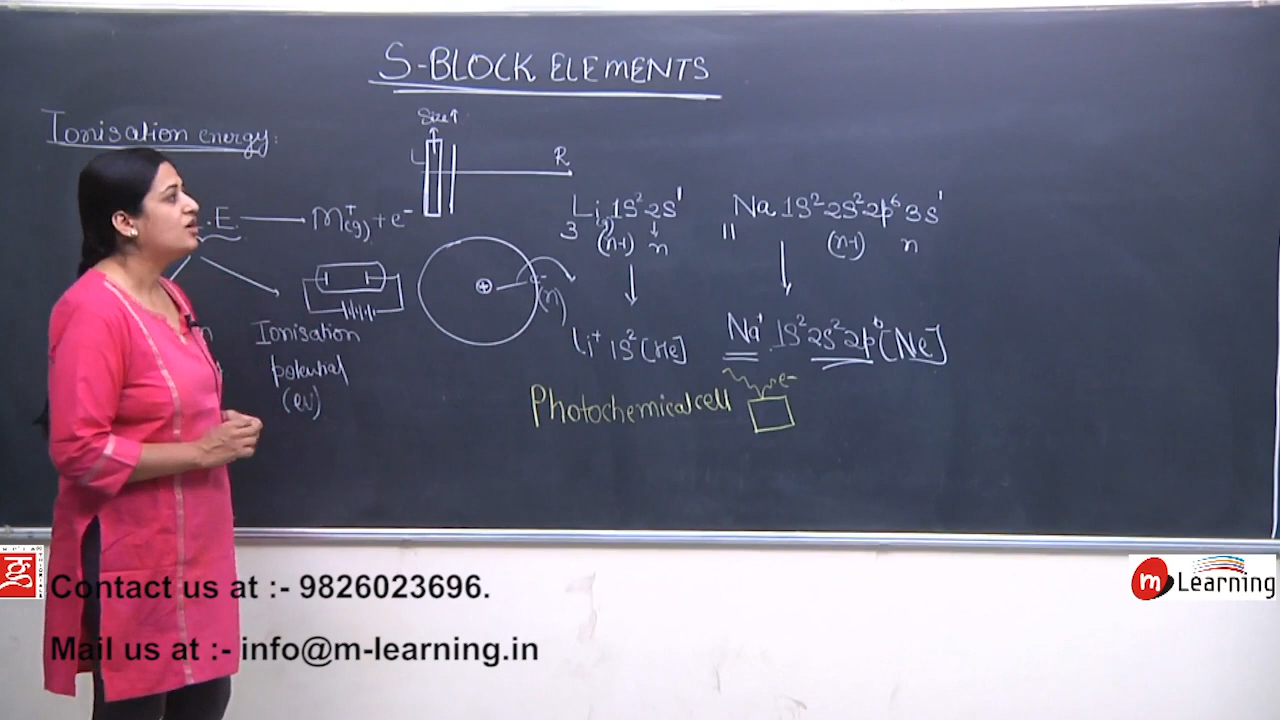 S-BLOCK ELEMENTS
Ionisation energy:
Size↑
R
.E. → M⁺(g) + e⁻
Ionisation
potential
(ev)
+
e⁻
(n)
Li 1s² 2s¹
3 (n-1) n
Li⁺ 1s² [He]
Na 1s² 2s² 2p⁶ 3s¹
11 (n-1) n
Na⁺ 1s² 2s² 2p⁶ [Ne]
Photochemical cell
e-
Contact us at :- 9826023696.
Mail us at :- info@m-learning.in
m Learning